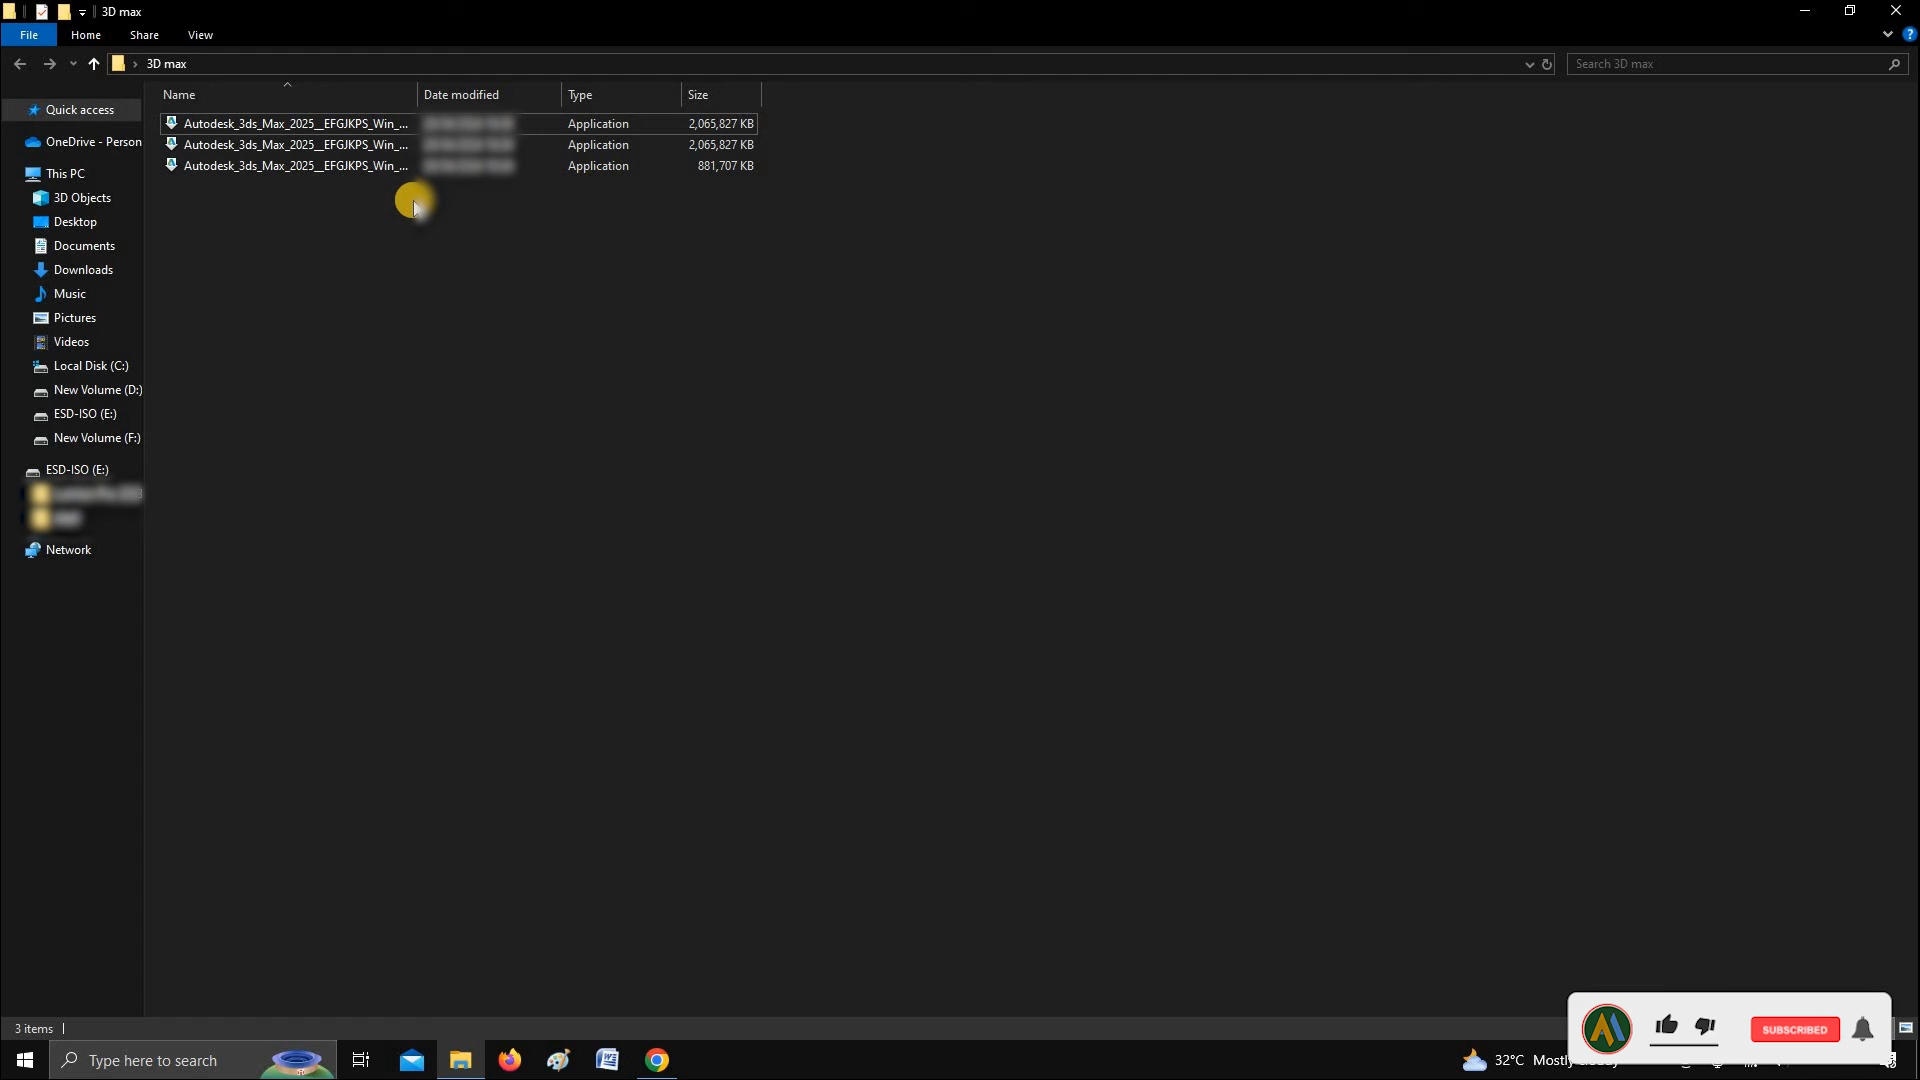 3D max
File Home Share View
3D max
Search 3D max
Name Date modified Type Size
Autodesk_3ds_Max_2025__EFGJKPS_Win_... Application 2,065,827 KB
Autodesk_3ds_Max_2025__EFGJKPS_Win_... Application 2,065,827 KB
Autodesk_3ds_Max_2025__EFGJKPS_Win_... Application 881,707 KB
Quick access
OneDrive - Person
This PC
3D Objects
Desktop
Documents
Downloads
Music
Pictures
Videos
Local Disk (C:)
New Volume (D:)
ESD-ISO (E:)
New Volume (F:)
ESD-ISO (E:)
Network
3 items
SUBSCRIBED
Type here to search
32°C Mostly